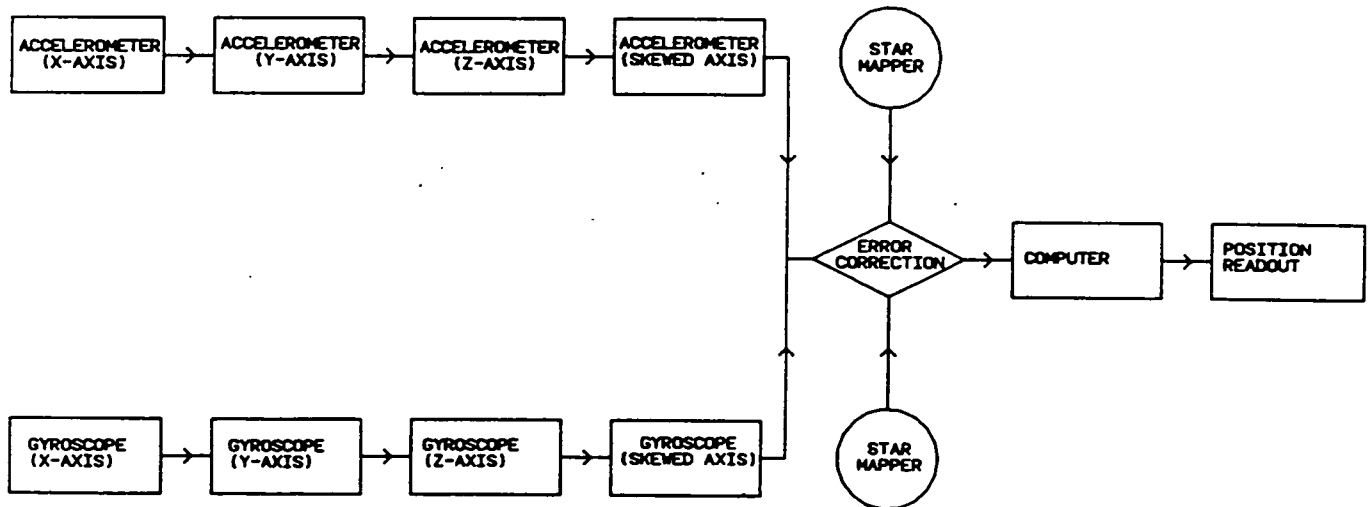 ACCELEROMETER
(X-AXIS)
ACCELEROMETER
(Y-AXIS)
ACCELEROMETER
(Z-AXIS)
ACCELEROMETER
(SKEWED AXIS)
STAR
MAPPER
ERROR
CORRECTION
COMPUTER
POSITION
READOUT
GYROSCOPE
(X-AXIS)
GYROSCOPE
(Y-AXIS)
GYROSCOPE
(Z-AXIS)
GYROSCOPE
(SKEWED AXIS)
STAR
MAPPER